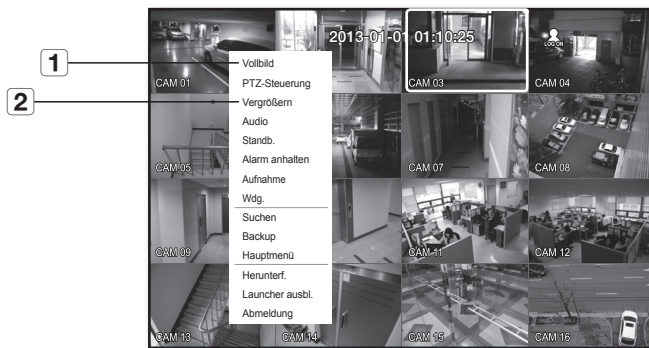 2013-01-01 01:10:25
LOG ON
CAM 01
CAM 03
CAM 04
1
Vollbild
PTZ-Steuerung
2
Vergrößern
Audio
Standb.
Alarm anhalten
Aufnahme
Wdg.
Suchen
Backup
Hauptmenü
Herunterf.
Launcher ausbl.
Abmeldung
CAM 05
CAM 07
CAM 08
CAM 09
CAM 11
CAM 12
CAM 13
CAM 14
CAM 15
CAM 16